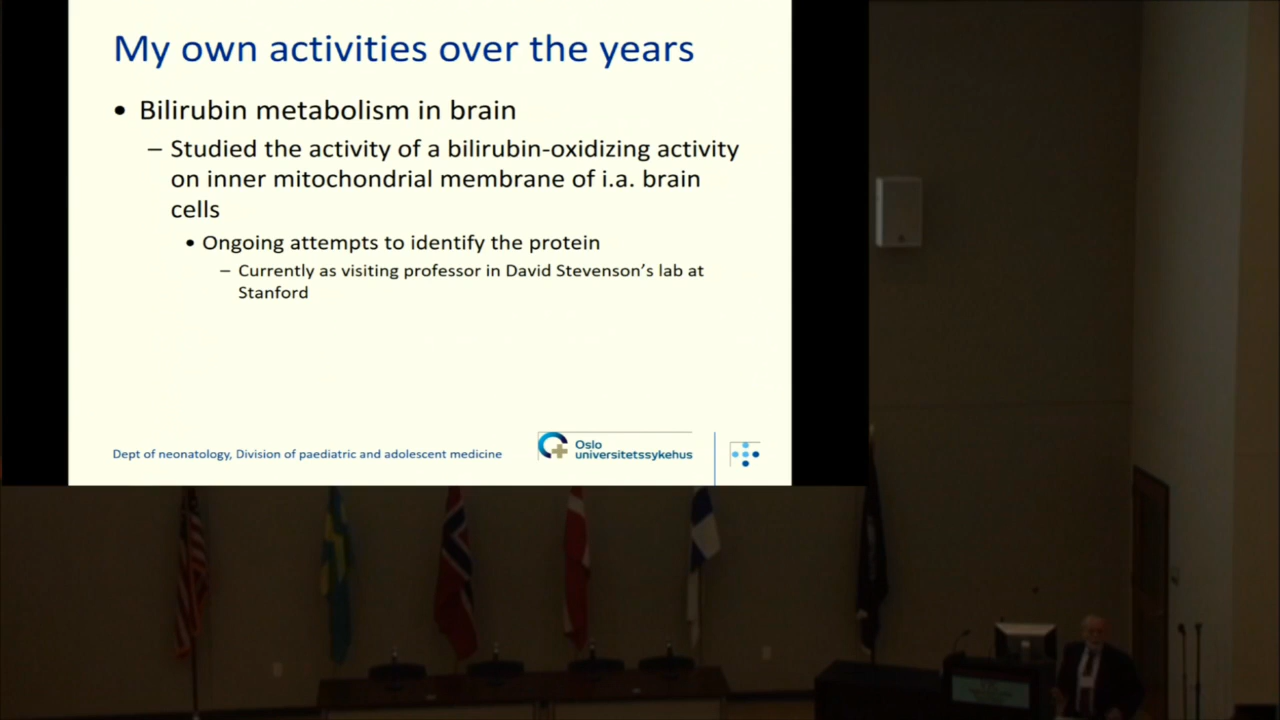 My own activities over the years
• Bilirubin metabolism in brain
– Studied the activity of a bilirubin-oxidizing activity
on inner mitochondrial membrane of i.a. brain
cells
• Ongoing attempts to identify the protein
– Currently as visiting professor in David Stevenson's lab at
Stanford
Dept of neonatology, Division of paediatric and adolescent medicine
Oslo
universitetssykehus